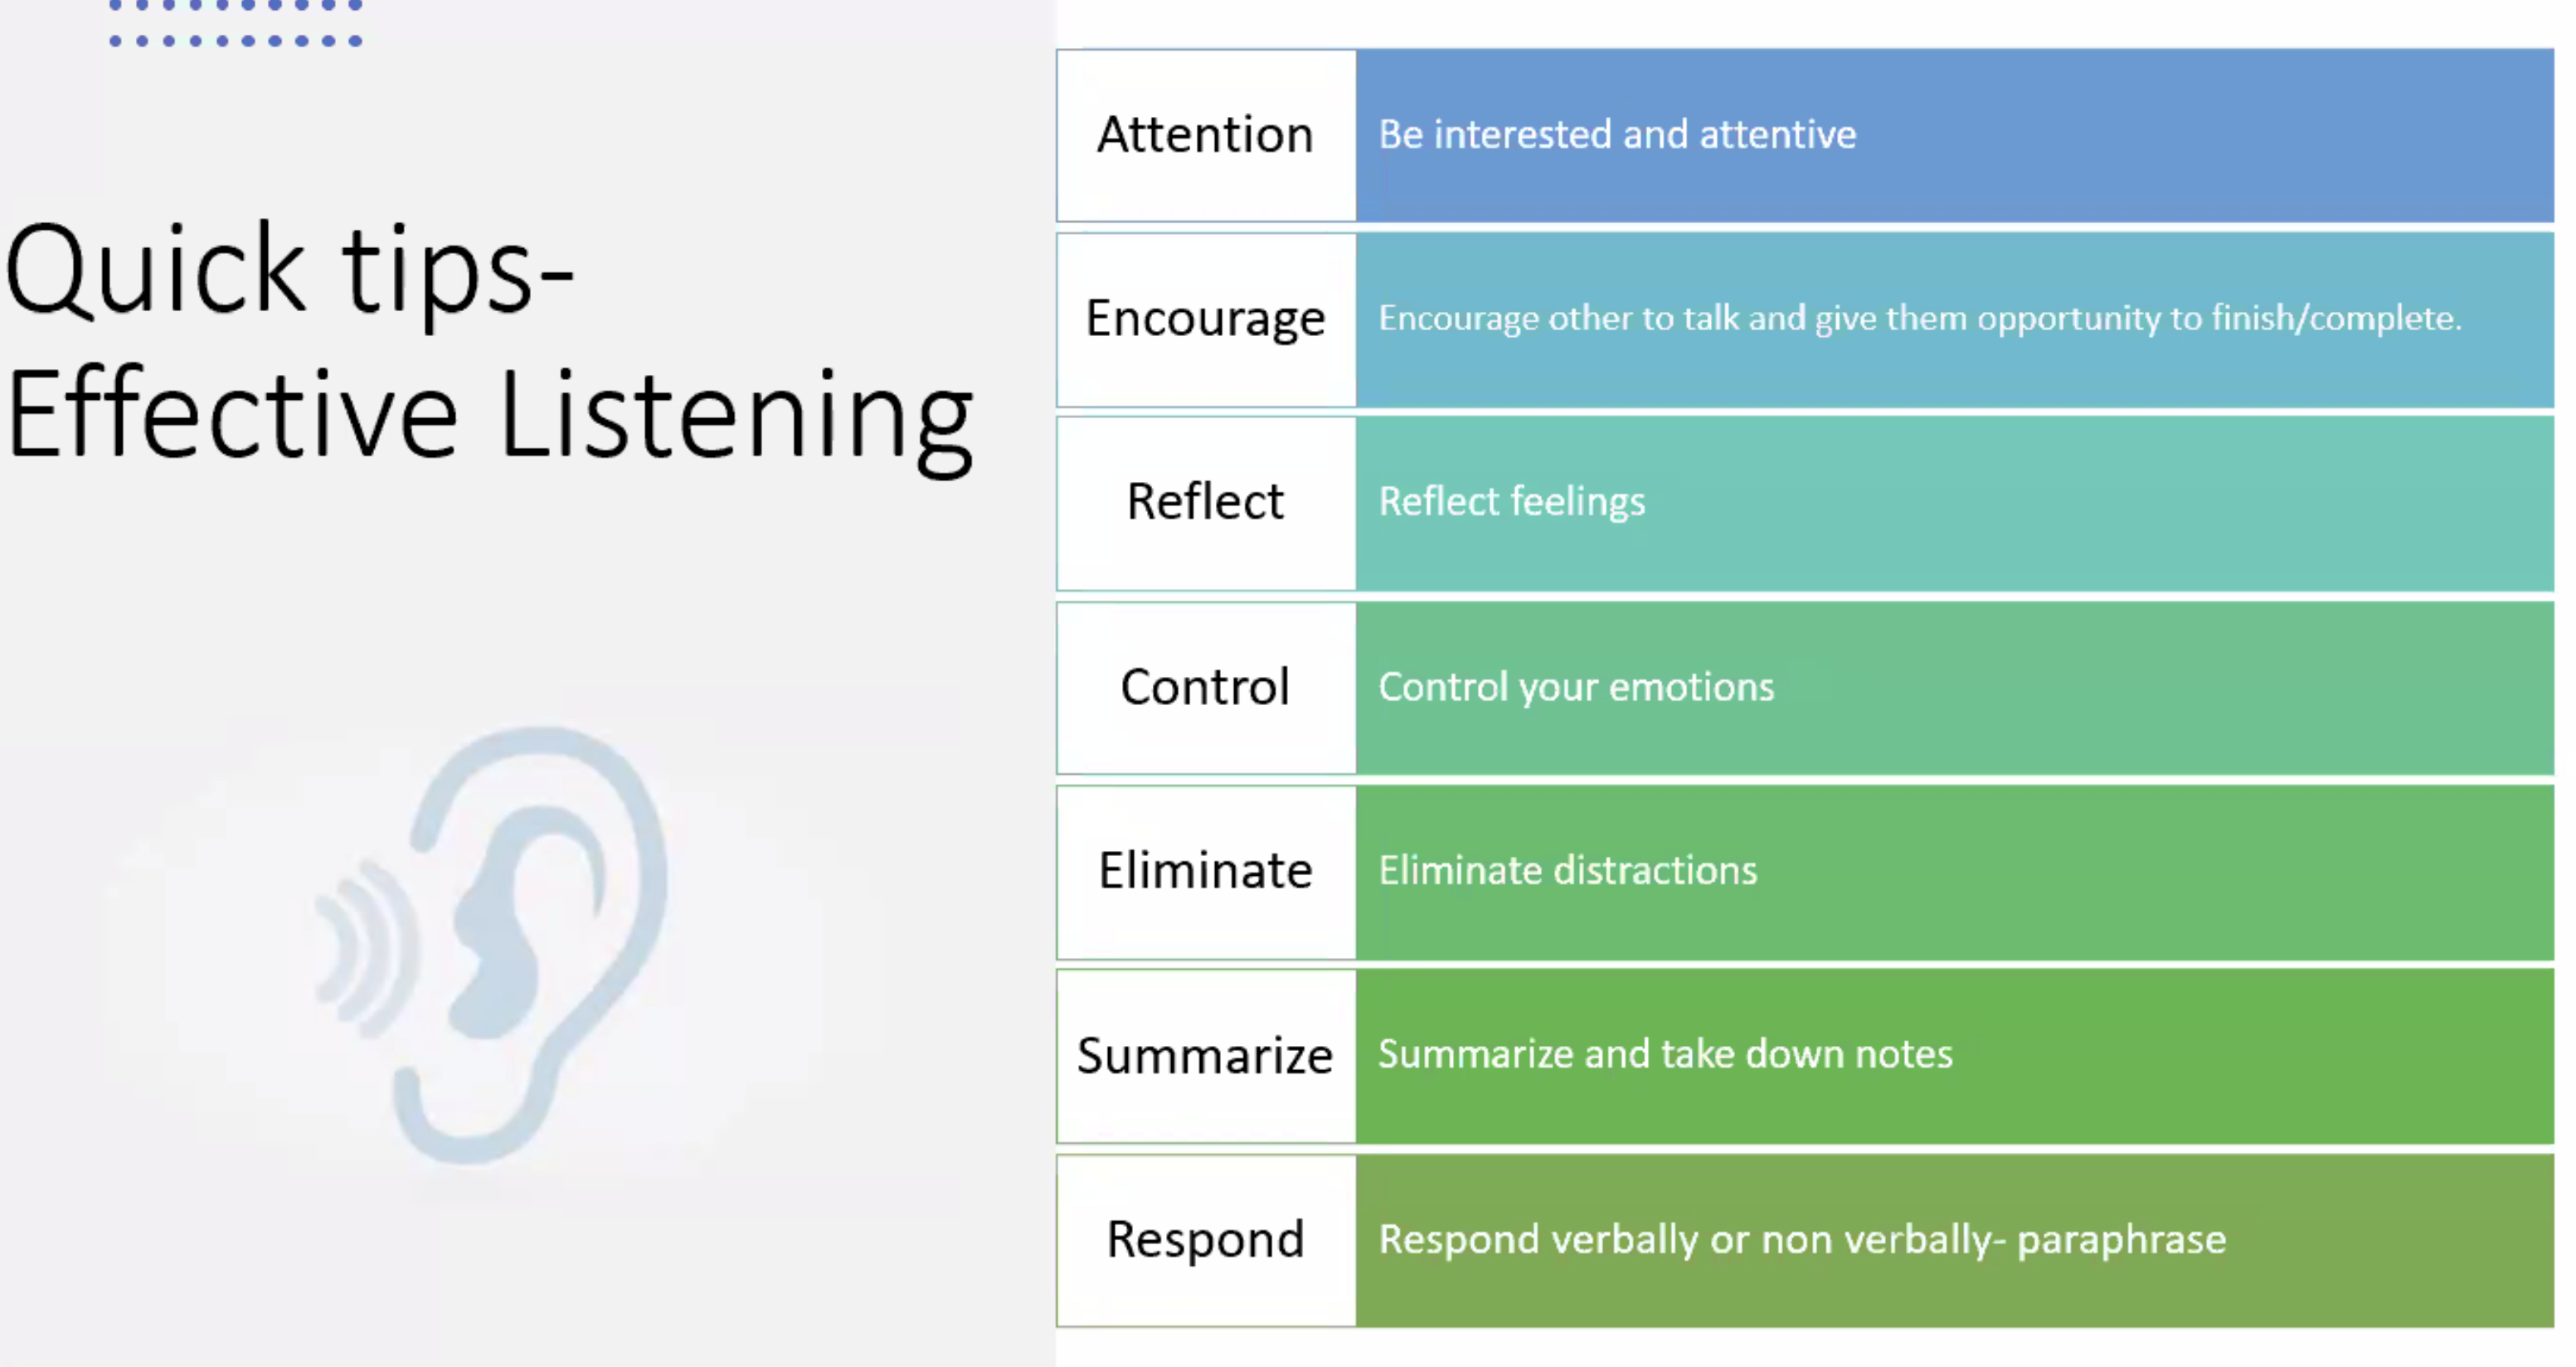 Quick tips-
Effective Listening
Attention
Be interested and attentive
Encourage
Encourage other to talk and give them opportunity to finish/complete.
Reflect
Reflect feelings
Control
Control your emotions
Eliminate
Eliminate distractions
Summarize
Summarize and take down notes
Respond
Respond verbally or non verbally- paraphrase